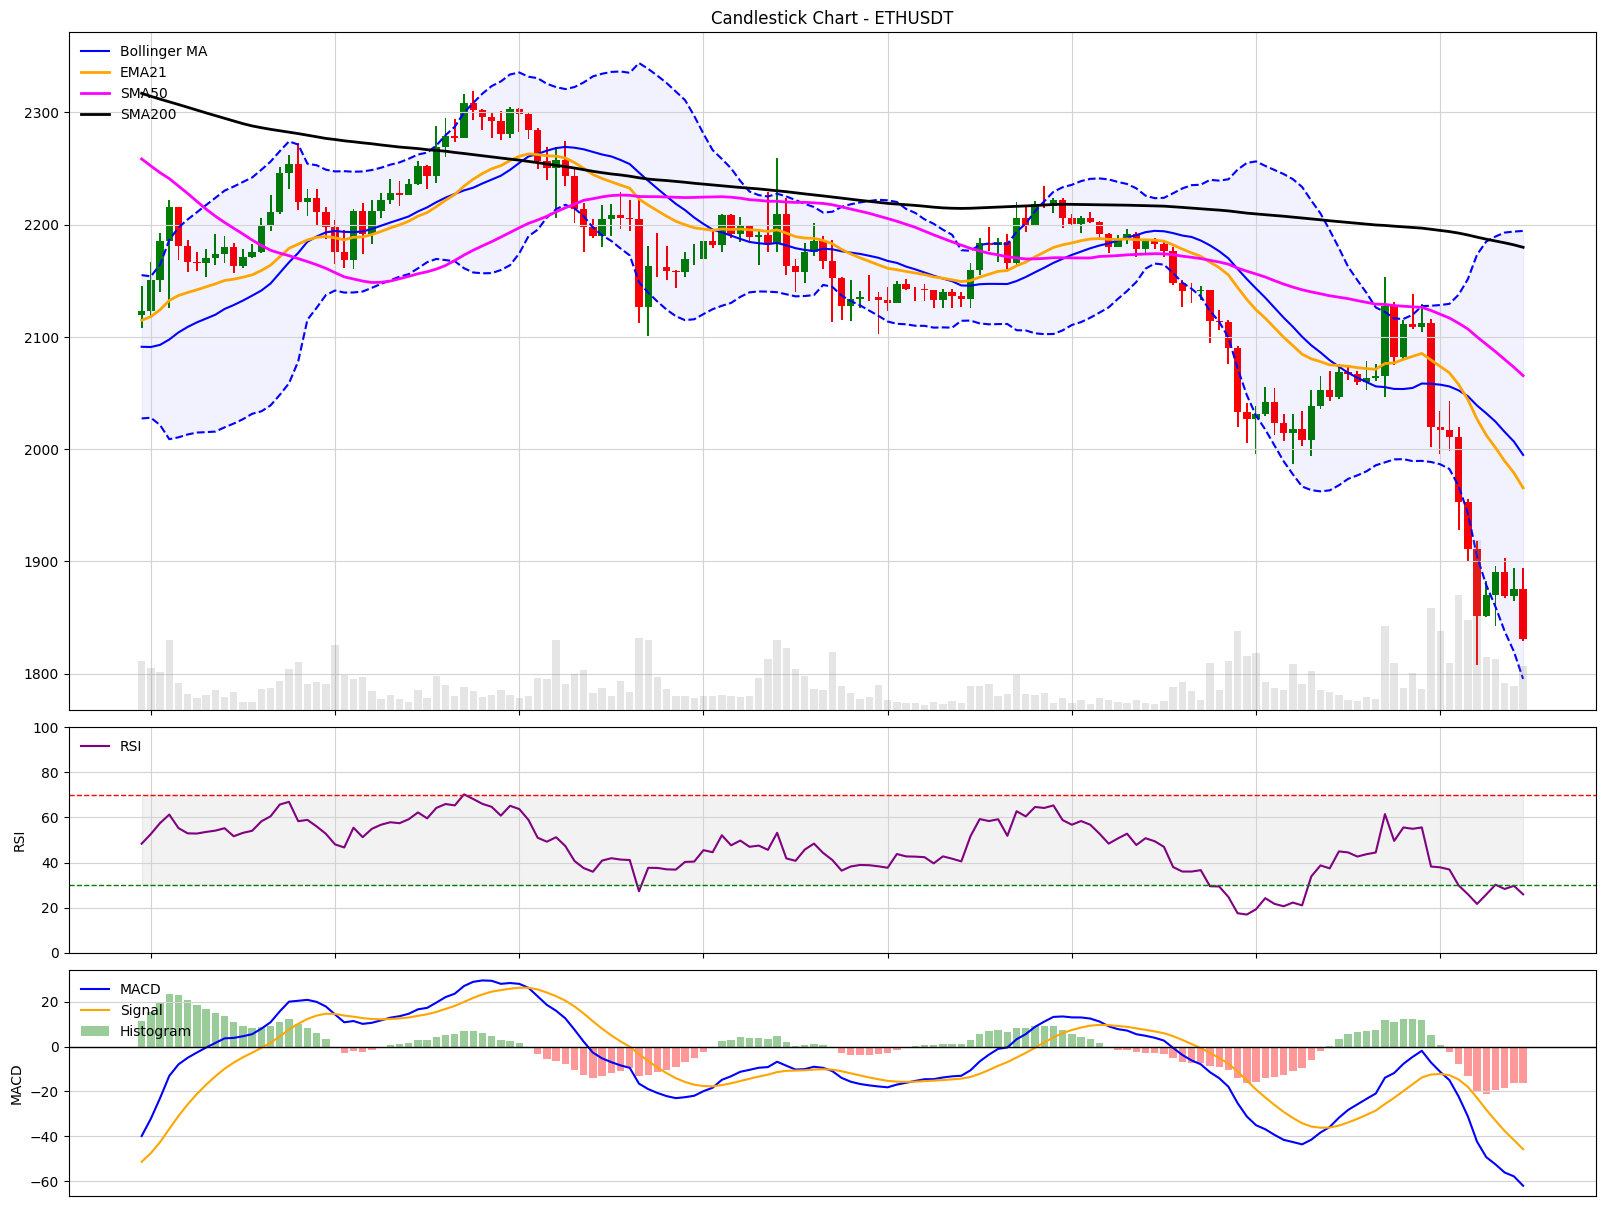 Candlestick Chart - ETHUSDT
Bollinger MA
EMA21
SMA50
SMA200
2300
2200
2100
2000
1900
1800
RSI
100
80
60
40
20
0
RSI
MACD
Signal
Histogram
20
0
−20
−40
−60
MACD